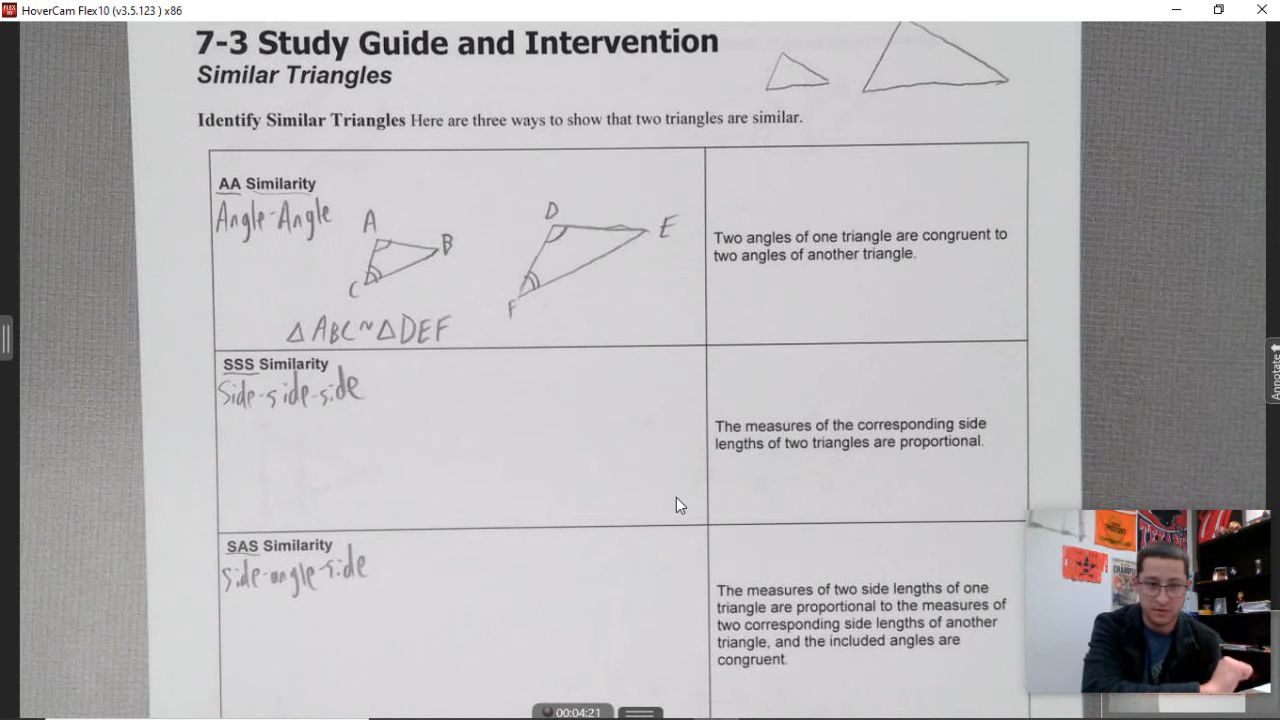 HoverCam Flex10 (v3.5.123 ) x86
7-3 Study Guide and Intervention
Similar Triangles
Identify Similar Triangles Here are three ways to show that two triangles are similar.
AA Similarity
Angle-Angle
A
B
C
D
E
F
△ABC~△DEF
Two angles of one triangle are congruent to
two angles of another triangle.
SSS Similarity
Side-side-side
The measures of the corresponding side
lengths of two triangles are proportional.
SAS Similarity
side-angle-side
The measures of two side lengths of one
triangle are proportional to the measures of
two corresponding side lengths of another
triangle, and the included angles are
congruent.
Annotate
TEXANS
00:04:21